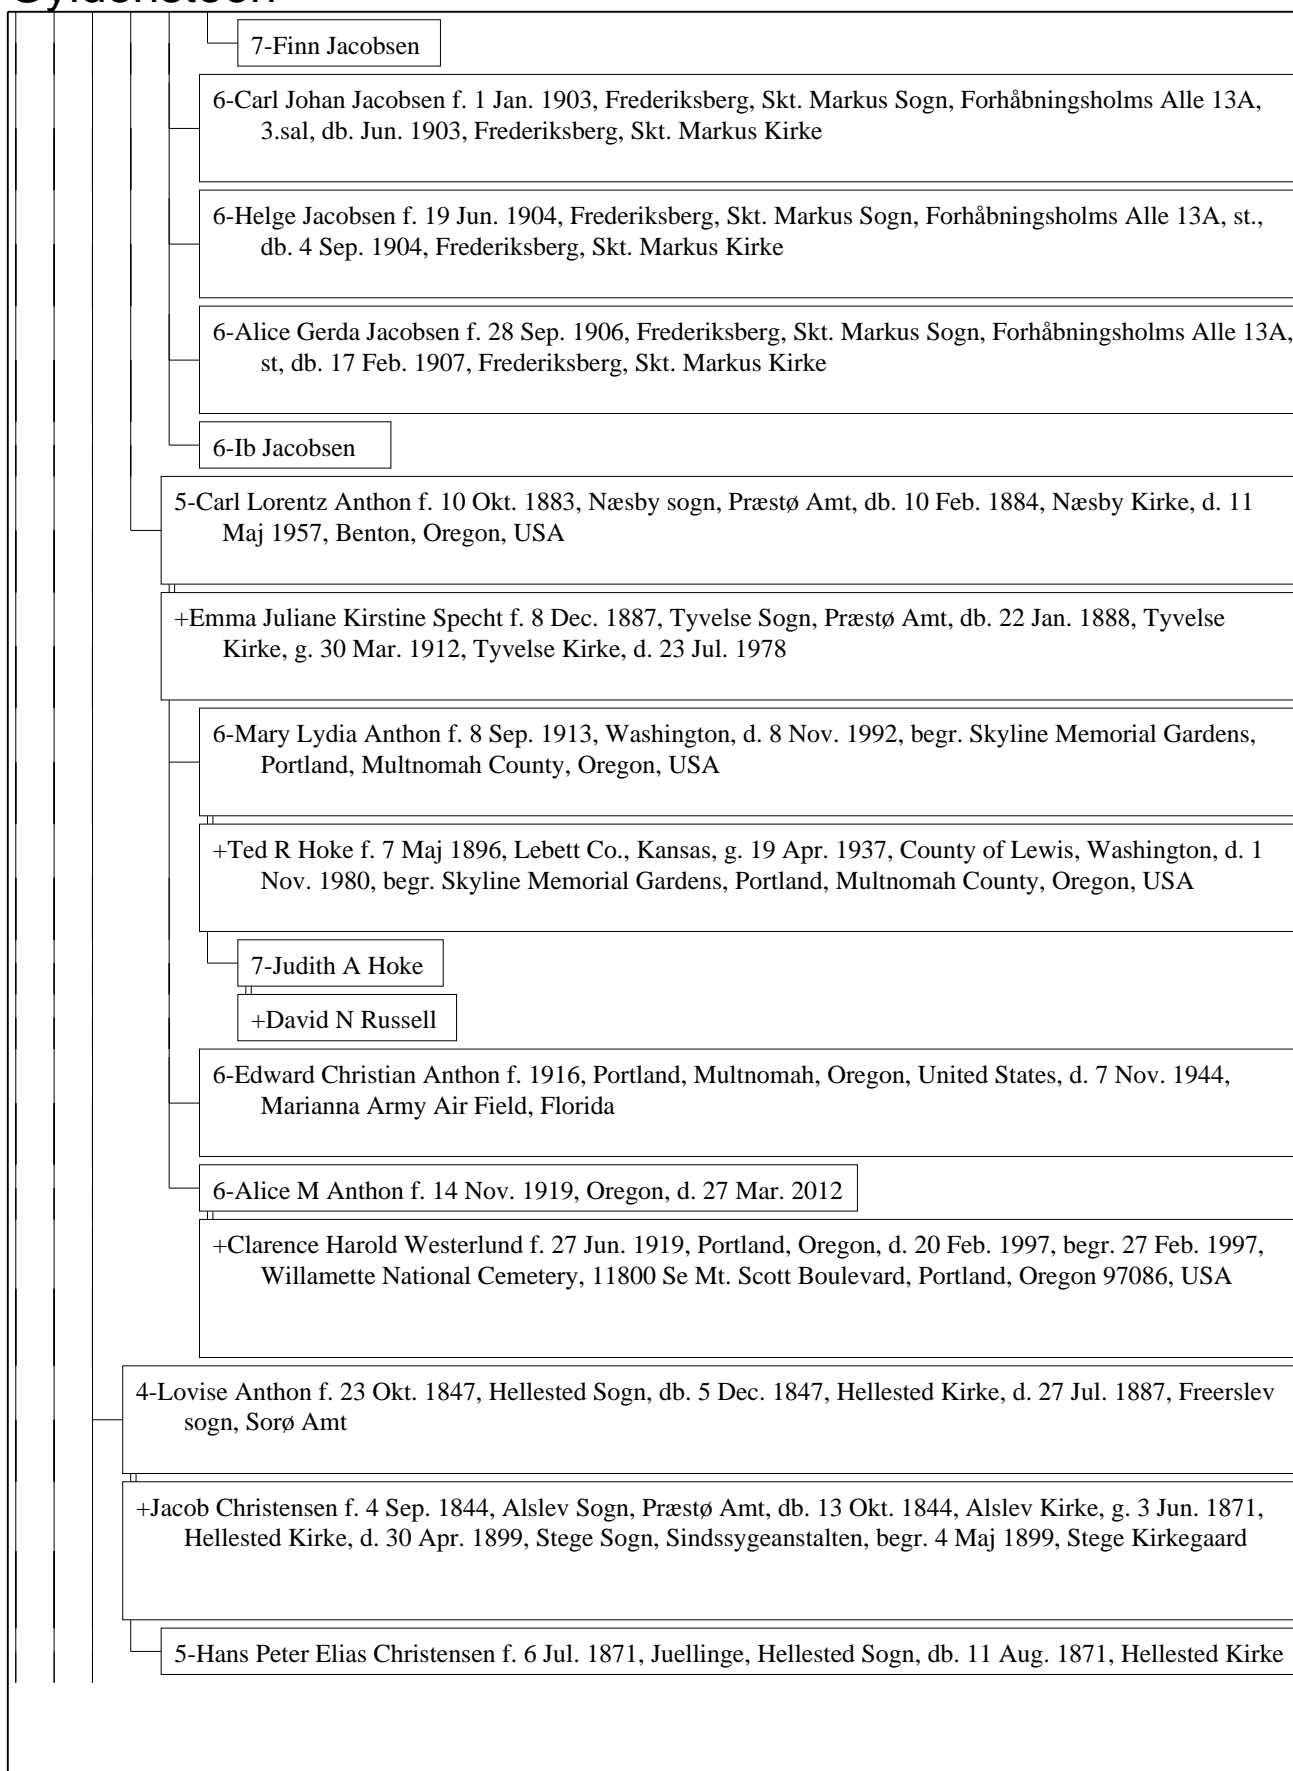 7-Finn Jacobsen
6-Carl Johan Jacobsen f. 1 Jan. 1903, Frederiksberg, Skt. Markus Sogn, Forhåbningsholms Alle 13A,
3.sal, db. Jun. 1903, Frederiksberg, Skt. Markus Kirke
6-Helge Jacobsen f. 19 Jun. 1904, Frederiksberg, Skt. Markus Sogn, Forhåbningsholms Alle 13A, st.,
db. 4 Sep. 1904, Frederiksberg, Skt. Markus Kirke
6-Alice Gerda Jacobsen f. 28 Sep. 1906, Frederiksberg, Skt. Markus Sogn, Forhåbningsholms Alle 13A,
st, db. 17 Feb. 1907, Frederiksberg, Skt. Markus Kirke
6-Ib Jacobsen
5-Carl Lorentz Anthon f. 10 Okt. 1883, Næsby sogn, Præstø Amt, db. 10 Feb. 1884, Næsby Kirke, d. 11
Maj 1957, Benton, Oregon, USA
+Emma Juliane Kirstine Specht f. 8 Dec. 1887, Tyvelse Sogn, Præstø Amt, db. 22 Jan. 1888, Tyvelse
Kirke, g. 30 Mar. 1912, Tyvelse Kirke, d. 23 Jul. 1978
6-Mary Lydia Anthon f. 8 Sep. 1913, Washington, d. 8 Nov. 1992, begr. Skyline Memorial Gardens,
Portland, Multnomah County, Oregon, USA
+Ted R Hoke f. 7 Maj 1896, Lebett Co., Kansas, g. 19 Apr. 1937, County of Lewis, Washington, d. 1
Nov. 1980, begr. Skyline Memorial Gardens, Portland, Multnomah County, Oregon, USA
7-Judith A Hoke
+David N Russell
6-Edward Christian Anthon f. 1916, Portland, Multnomah, Oregon, United States, d. 7 Nov. 1944,
Marianna Army Air Field, Florida
6-Alice M Anthon f. 14 Nov. 1919, Oregon, d. 27 Mar. 2012
+Clarence Harold Westerlund f. 27 Jun. 1919, Portland, Oregon, d. 20 Feb. 1997, begr. 27 Feb. 1997,
Willamette National Cemetery, 11800 Se Mt. Scott Boulevard, Portland, Oregon 97086, USA
4-Lovise Anthon f. 23 Okt. 1847, Hellested Sogn, db. 5 Dec. 1847, Hellested Kirke, d. 27 Jul. 1887, Freerslev
sogn, Sorø Amt
+Jacob Christensen f. 4 Sep. 1844, Alslev Sogn, Præstø Amt, db. 13 Okt. 1844, Alslev Kirke, g. 3 Jun. 1871,
Hellested Kirke, d. 30 Apr. 1899, Stege Sogn, Sindssygeanstalten, begr. 4 Maj 1899, Stege Kirkegaard
5-Hans Peter Elias Christensen f. 6 Jul. 1871, Juellinge, Hellested Sogn, db. 11 Aug. 1871, Hellested Kirke